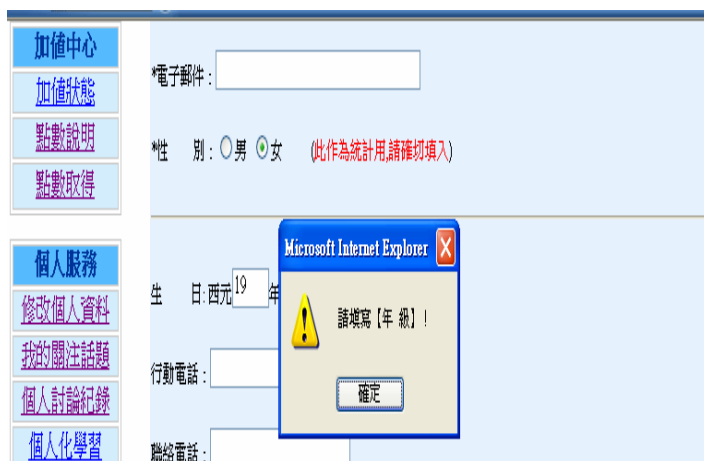 加值中心
加值狀態
點數說明
點數取得
個人服務
修改個人資料
我的關注話題
個人討論紀錄
個人化學習
*電子郵件：
*性 別：男 女 (此作為統計用,請確切填入)
生 日:西元 19 年
行動電話：
聯絡電話：
Microsoft Internet Explorer
請填寫【年 級】！
確定